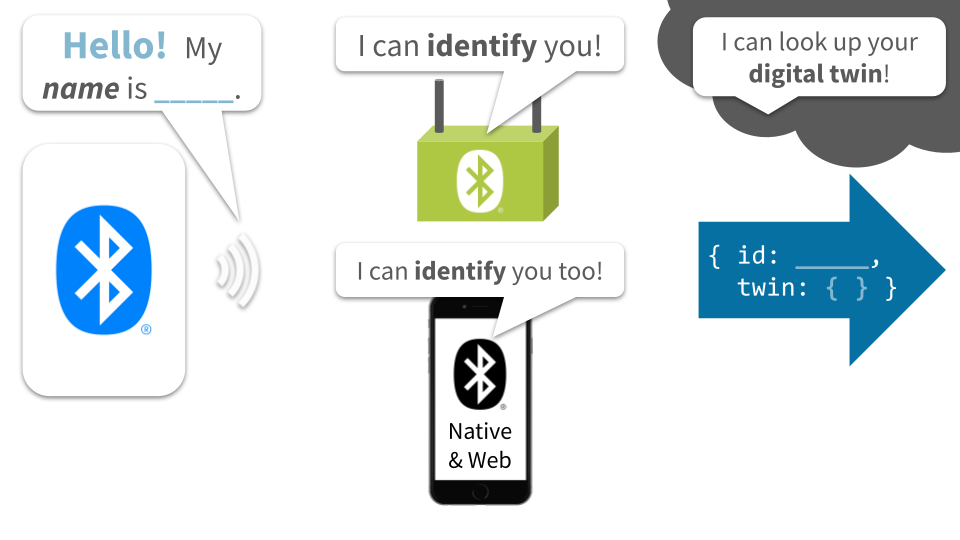 Hello! My
name is _____.
I can identify you!
I can look up your
digital twin!
®
®
{ id: _____,
twin: { } }
I can identify you too!
®
Native
& Web